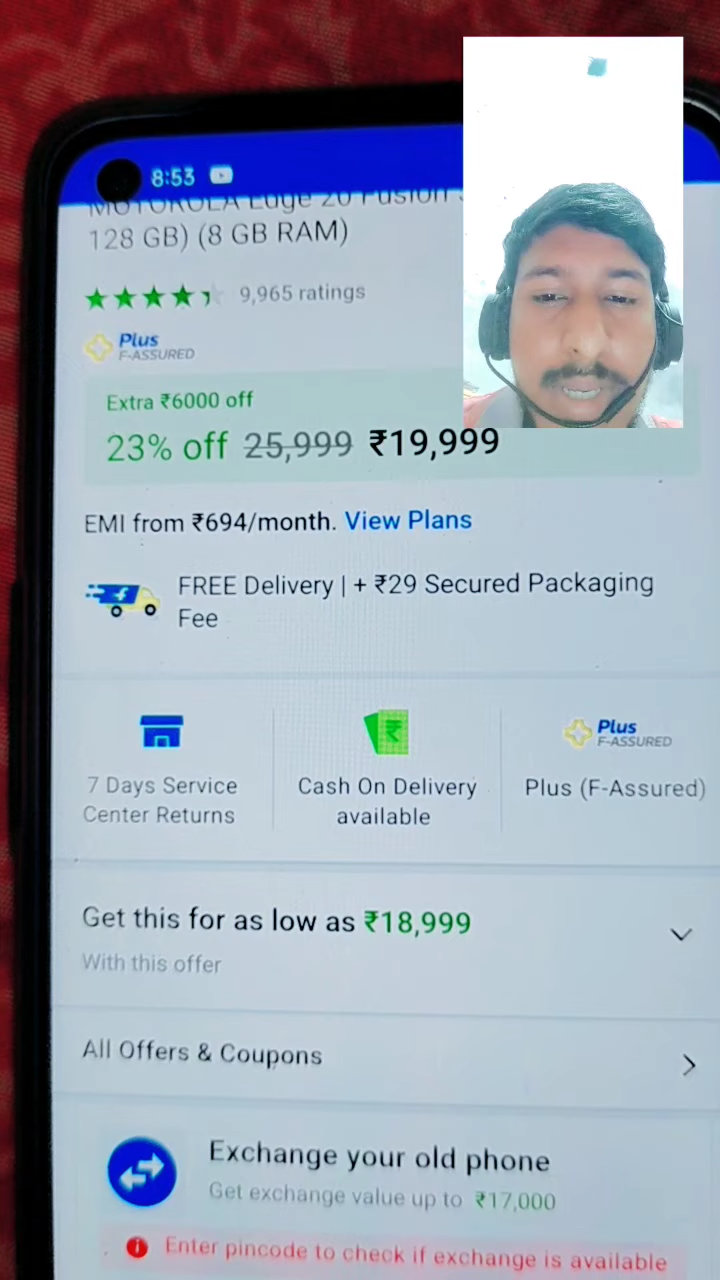 8:53
MOTOROLA Edge 20 Fusion
128 GB) (8 GB RAM)
9,965 ratings
Plus
F-ASSURED
Extra ₹6000 off
23% off 25,999 ₹19,999
EMI from ₹694/month. View Plans
FREE Delivery | + ₹29 Secured Packaging
Fee
7 Days Service
Center Returns
Cash On Delivery
available
Plus
F-ASSURED
Plus (F-Assured)
Get this for as low as ₹18,999
With this offer
All Offers & Coupons
Exchange your old phone
Get exchange value up to ₹17,000
Enter pincode to check if exchange is available